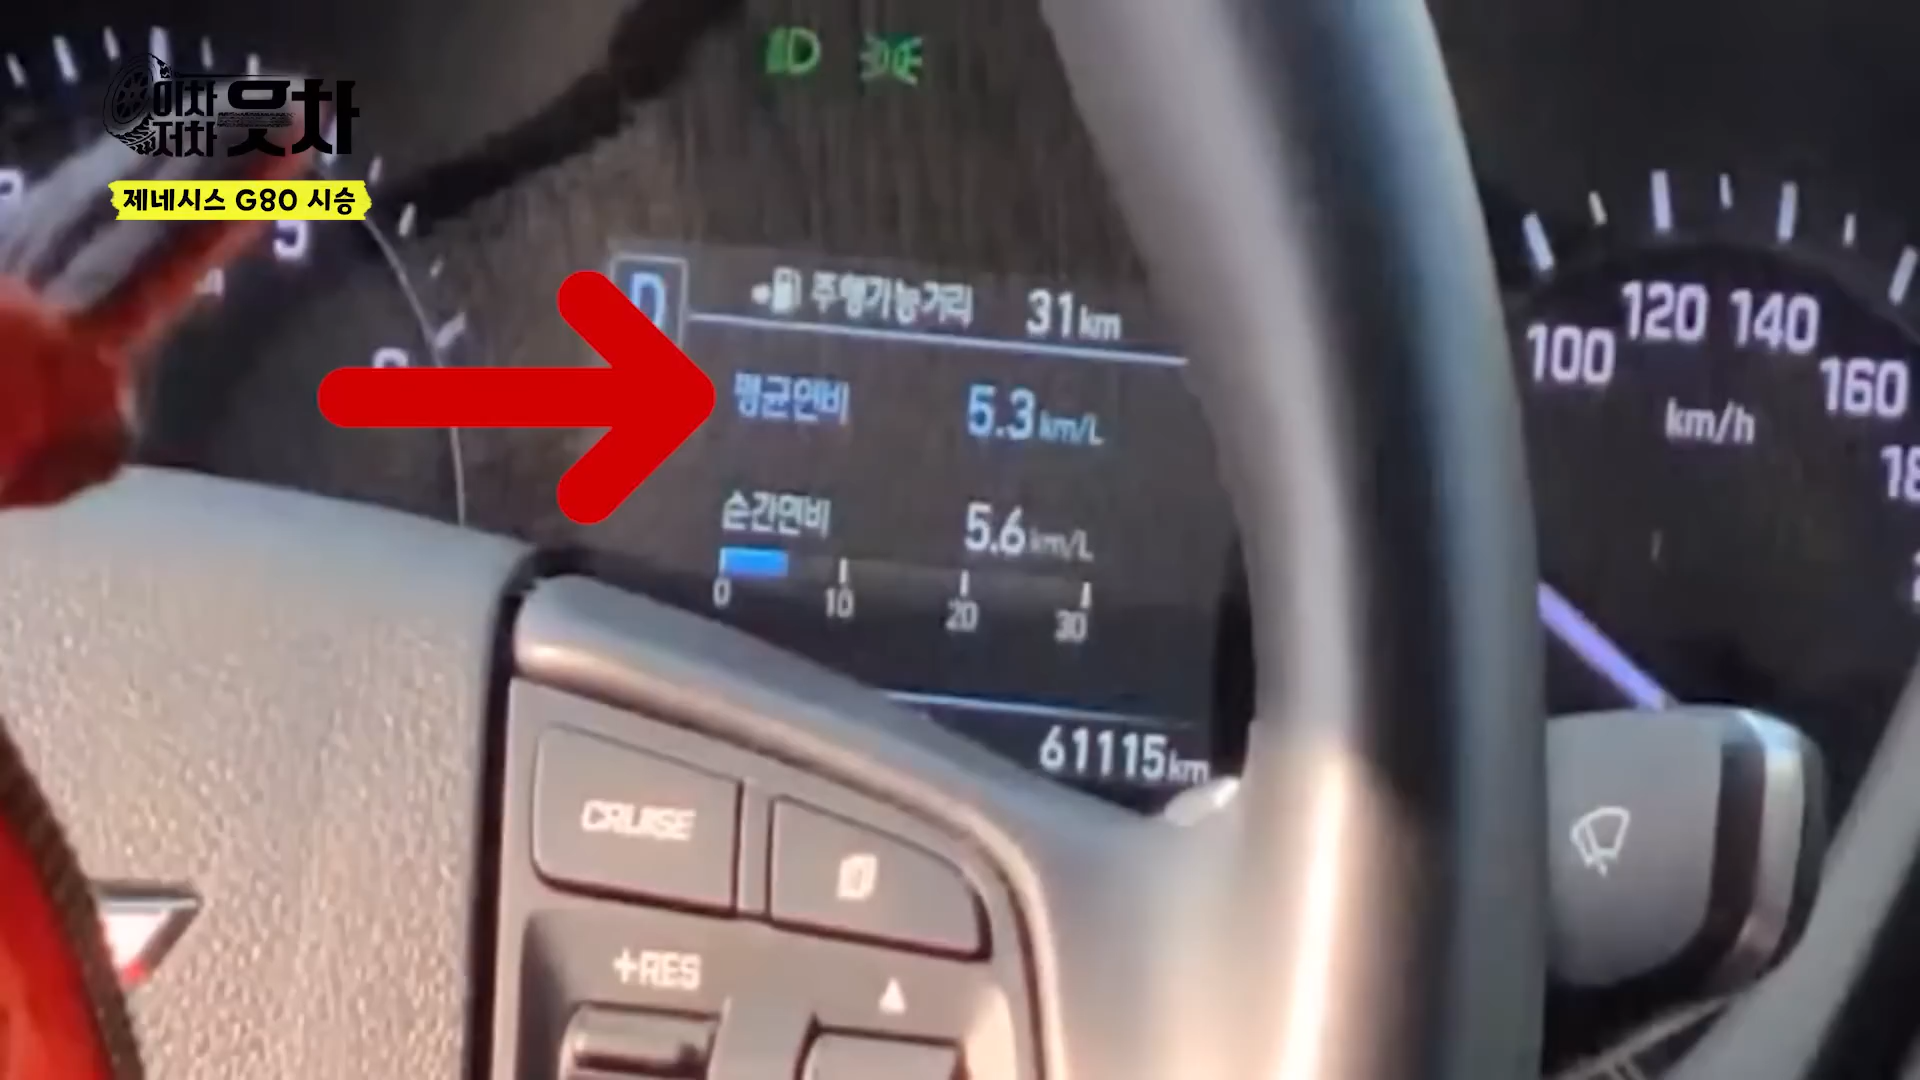 이차
저차
웃차
제네시스 G80 시승
5
D
주행가능거리 31km
평균연비 5.3km/L
순간연비 5.6km/L
0 10 20 30
61115km
100 120 140 160
km/h
CRUISE
+RES